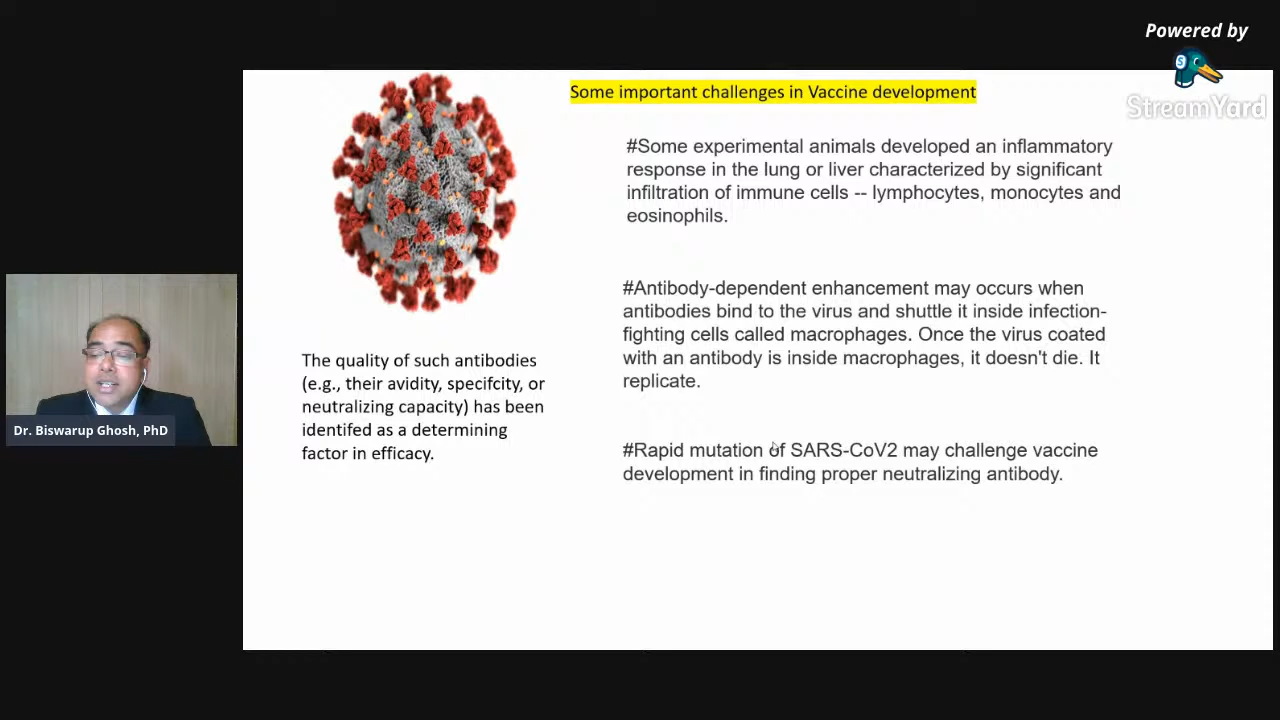 Powered by
StreamYard
Some important challenges in Vaccine development
#Some experimental animals developed an inflammatory
response in the lung or liver characterized by significant
infiltration of immune cells -- lymphocytes, monocytes and
eosinophils.
#Antibody-dependent enhancement may occurs when
antibodies bind to the virus and shuttle it inside infection-
fighting cells called macrophages. Once the virus coated
with an antibody is inside macrophages, it doesn't die. It
replicate.
#Rapid mutation of SARS-CoV2 may challenge vaccine
development in finding proper neutralizing antibody.
The quality of such antibodies
(e.g., their avidity, specifcity, or
neutralizing capacity) has been
identifed as a determining
factor in efficacy.
Dr. Biswarup Ghosh, PhD